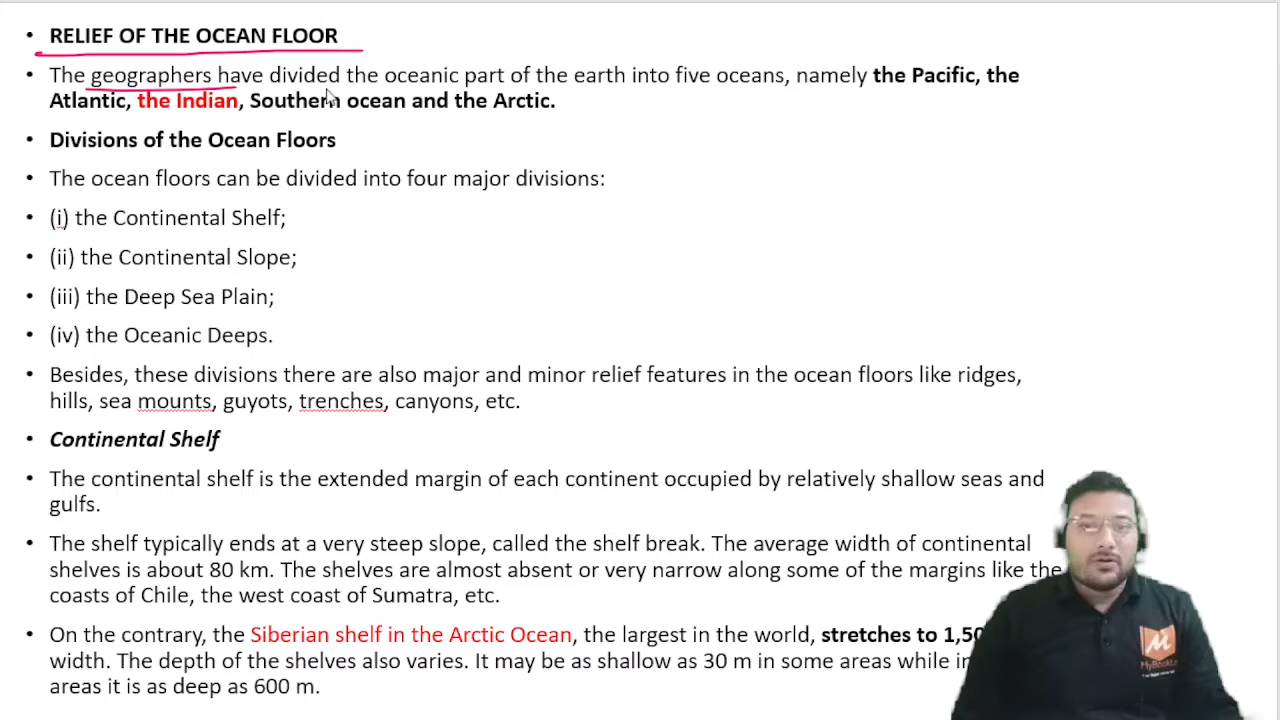 • RELIEF OF THE OCEAN FLOOR
• The geographers have divided the oceanic part of the earth into five oceans, namely the Pacific, the
Atlantic, the Indian, Southern ocean and the Arctic.
• Divisions of the Ocean Floors
• The ocean floors can be divided into four major divisions:
• (i) the Continental Shelf;
• (ii) the Continental Slope;
• (iii) the Deep Sea Plain;
• (iv) the Oceanic Deeps.
• Besides, these divisions there are also major and minor relief features in the ocean floors like ridges,
hills, sea mounts, guyots, trenches, canyons, etc.
• Continental Shelf
• The continental shelf is the extended margin of each continent occupied by relatively shallow seas and
gulfs.
• The shelf typically ends at a very steep slope, called the shelf break. The average width of continental
shelves is about 80 km. The shelves are almost absent or very narrow along some of the margins like the
coasts of Chile, the west coast of Sumatra, etc.
• On the contrary, the Siberian shelf in the Arctic Ocean, the largest in the world, stretches to 1,50
width. The depth of the shelves also varies. It may be as shallow as 30 m in some areas while in
areas it is as deep as 600 m.